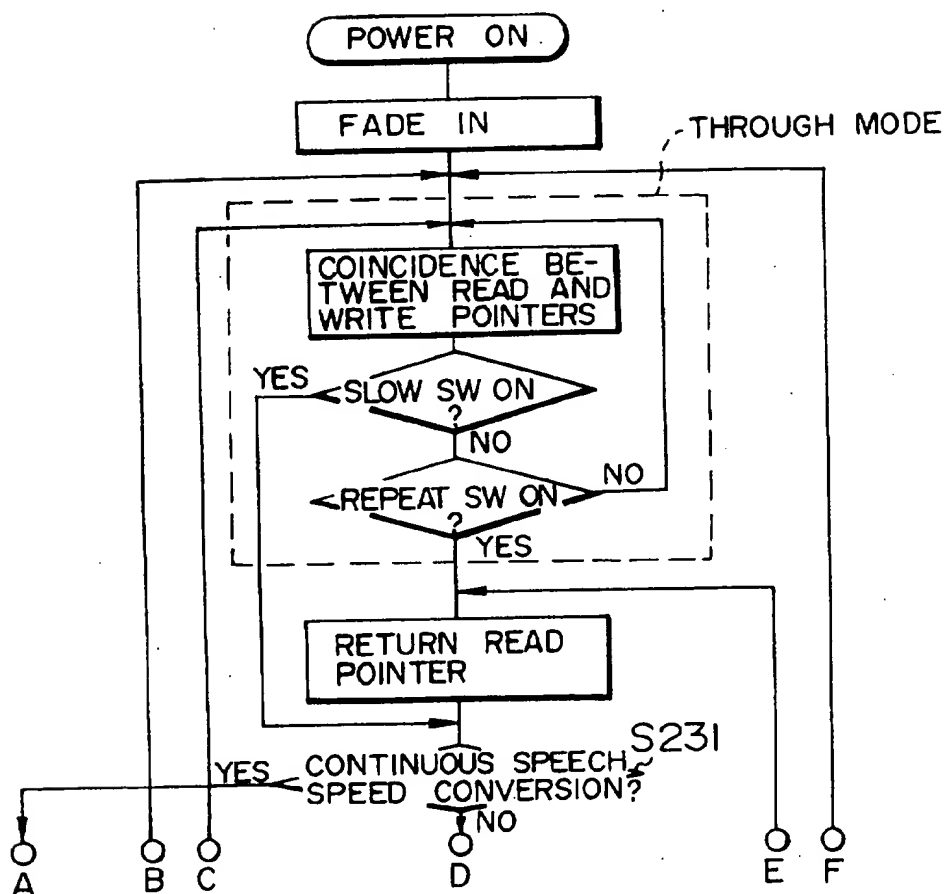 POWER ON
FADE IN
THROUGH MODE
COINCIDENCE BE-
TWEEN READ AND
WRITE POINTERS
YES
SLOW SW ON
?
NO
REPEAT SW ON
?
NO
YES
RETURN READ
POINTER
S231
YES
CONTINUOUS SPEECH
SPEED CONVERSION?
NO
A
B
C
D
E
F